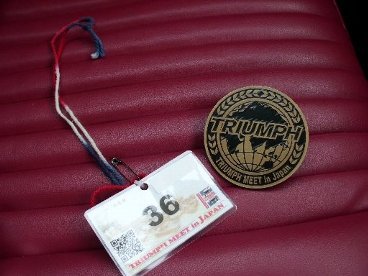 36
TRIUMPH MEET in JAPAN
TRIUMPH
TRIUMPH MEET in Japan